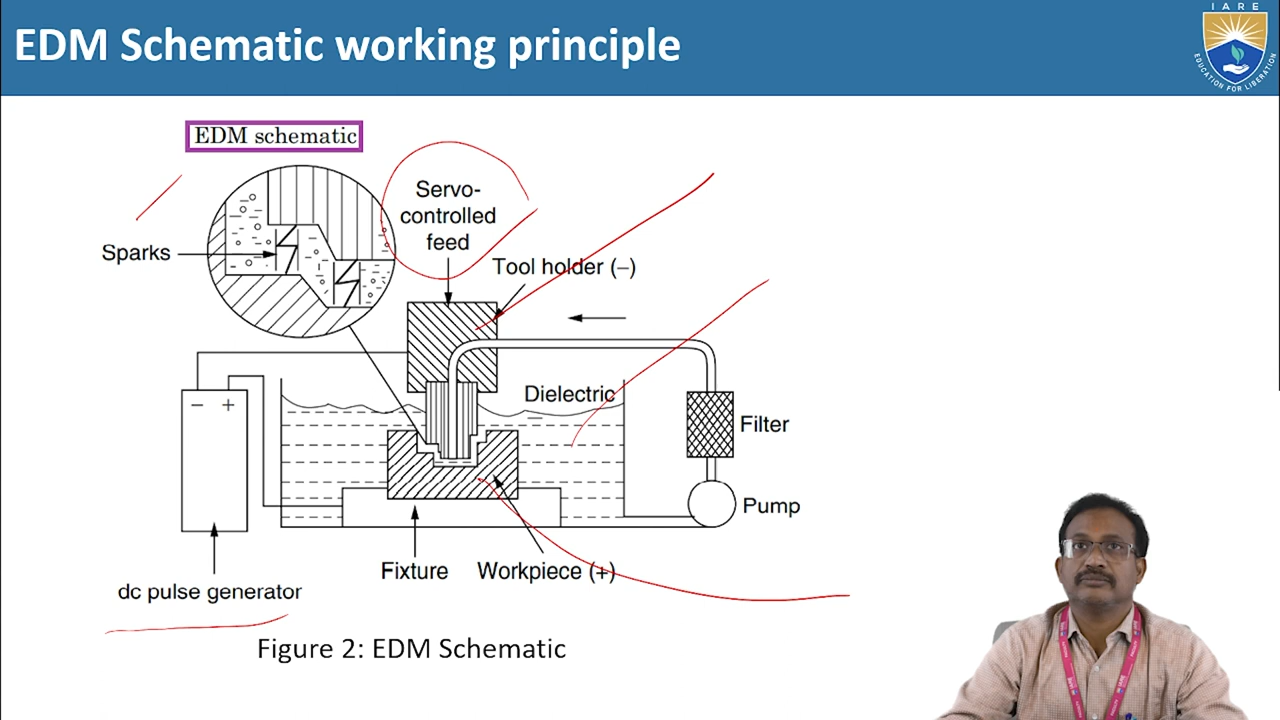 IARE
EDM Schematic working principle
EDUCATION FOR LIBERATION
EDM schematic
Servo-
controlled
feed
Sparks
Tool holder (–)
Dielectric
– +
Filter
Pump
Fixture
Workpiece (+)
dc pulse generator
Figure 2: EDM Schematic